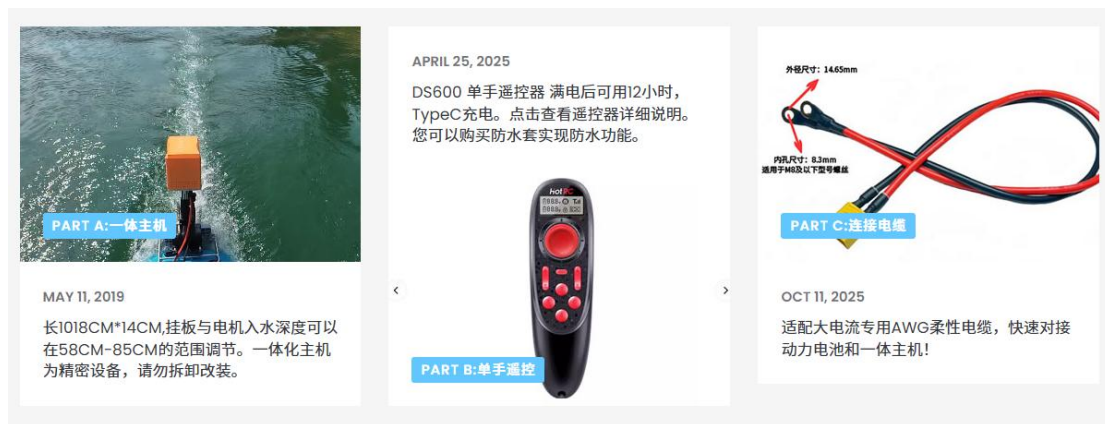 PART A:一体主机
MAY 11, 2019
长1018CM*14CM,挂板与电机入水深度可以
在58CM-85CM的范围调节。一体化主机
为精密设备，请勿拆卸改装。
APRIL 25, 2025
DS600 单手遥控器 满电后可用12小时，
TypeC充电。点击查看遥控器详细说明。
您可以购买防水套实现防水功能。
HotRC
PART B:单手遥控
外径尺寸：14.65mm
内孔尺寸：8.3mm
适用于M8及以下型号螺丝
PART C:连接电缆
OCT 11, 2025
适配大电流专用AWG柔性电缆，快速对接
动力电池和一体主机！